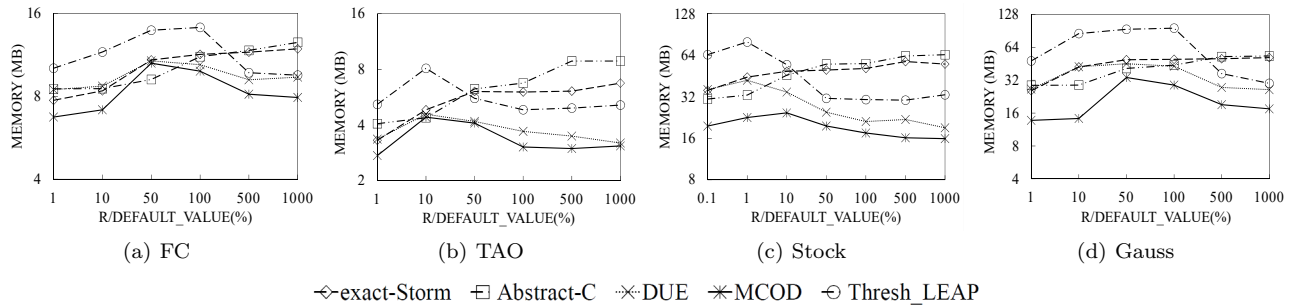 16
8
4
MEMORY (MB)
1 10 50 100 500 1000
R/DEFAULT_VALUE(%)
(a) FC
16
8
4
2
MEMORY (MB)
1 10 50 100 500 1000
R/DEFAULT_VALUE(%)
(b) TAO
128
64
32
16
8
MEMORY (MB)
0.1 1 10 50 100 500 1000
R/DEFAULT_VALUE(%)
(c) Stock
128
64
32
16
8
4
MEMORY (MB)
1 10 50 100 500 1000
R/DEFAULT_VALUE(%)
(d) Gauss
exact-Storm Abstract-C DUE MCOD Thresh_LEAP